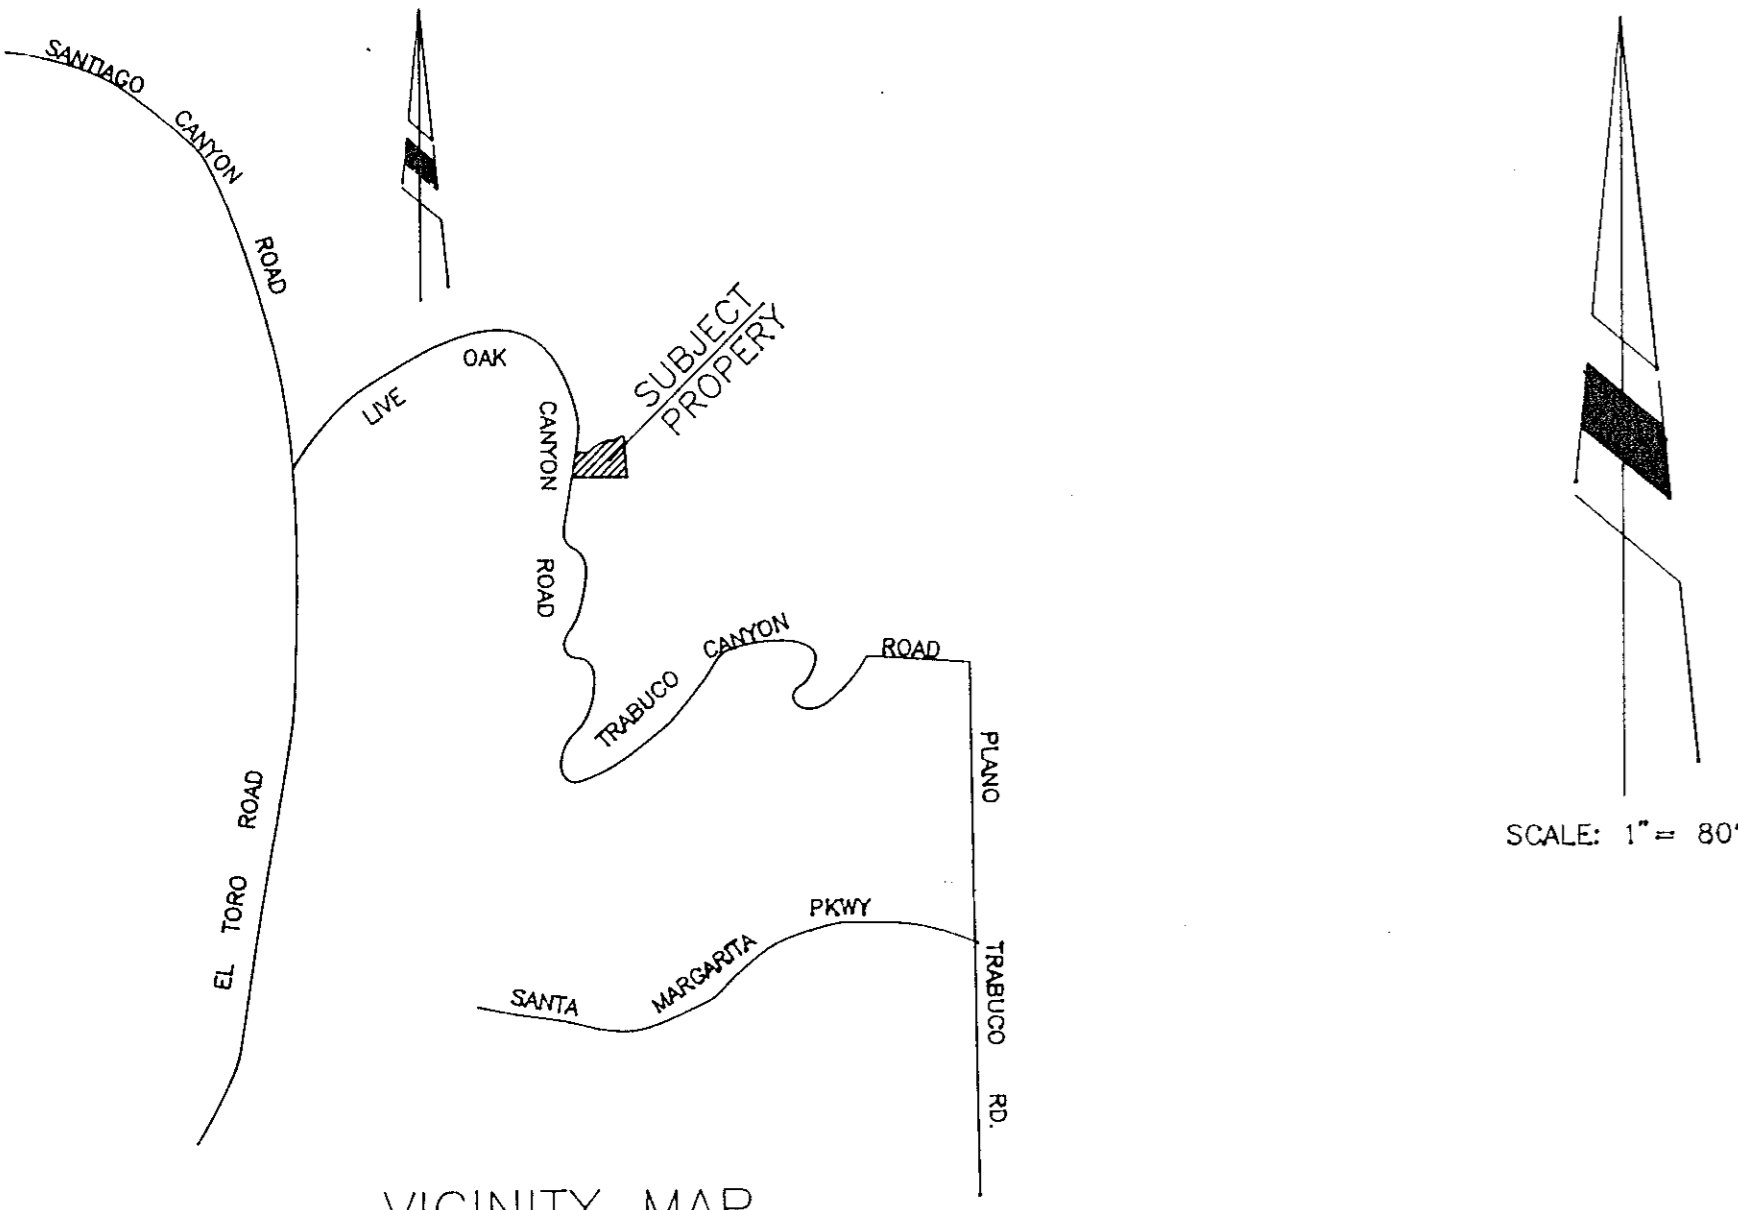 SANTIAGO CANYON ROAD
LIVE OAK CANYON ROAD
SUBJECT
PROPERTY
TRABUCO CANYON ROAD
PLANO TRABUCO RD.
EL TORO ROAD
SANTA MARGARITA PKWY
VICINITY MAP
SCALE: 1" = 80'